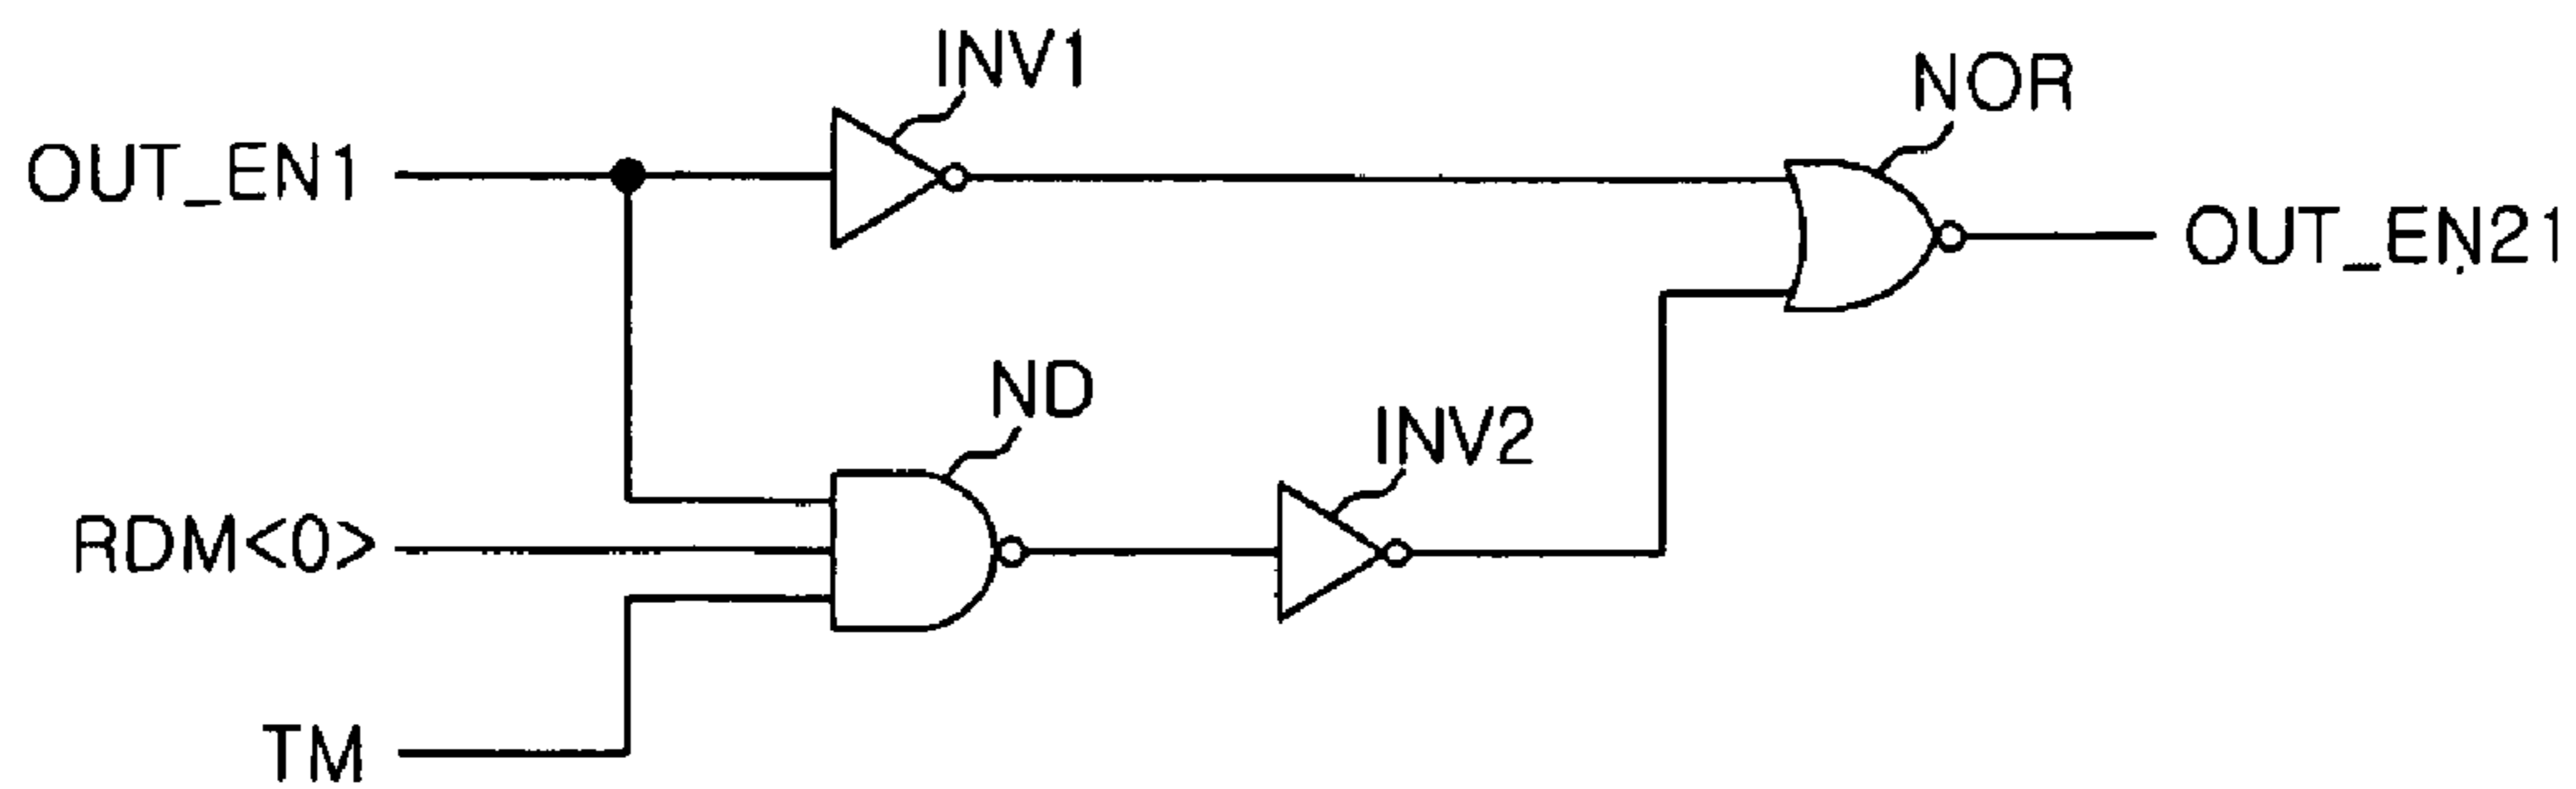 INV1
NOR
OUT_EN1
OUT_EN21
ND
INV2
RDM<0>
TM